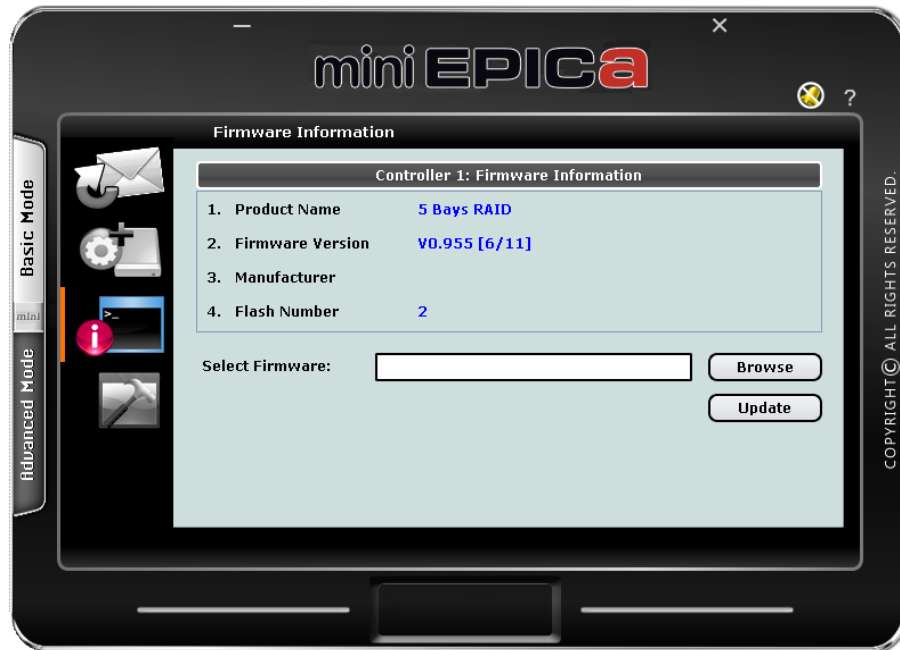 mini EPICa
?
Firmware Information
Basic Mode
mini
Advanced Mode
Controller 1: Firmware Information
1. Product Name 5 Bays RAID
2. Firmware Version V0.955 [6/11]
3. Manufacturer
4. Flash Number 2
Select Firmware: Browse
Update
>_
i
COPYRIGHT© ALL RIGHTS RESERVED.